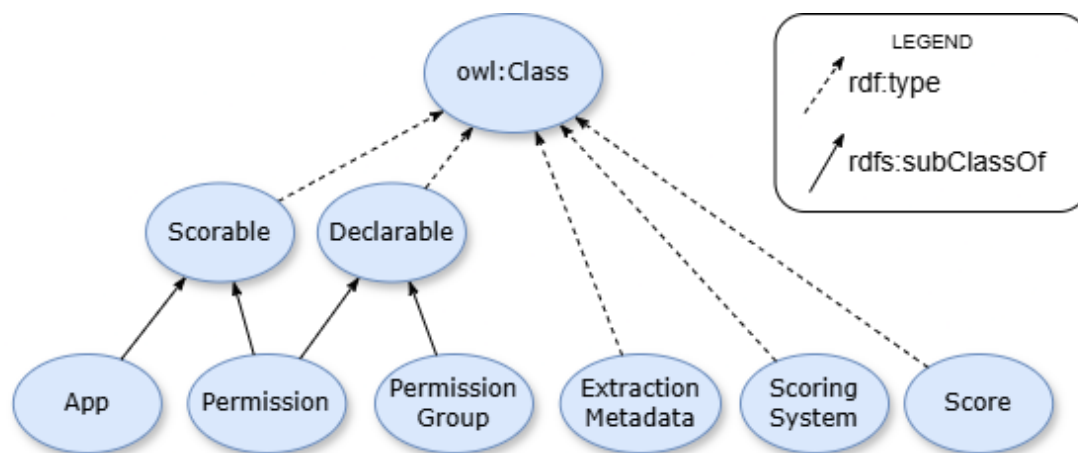 owl:Class
LEGEND
rdf:type
rdfs:subClassOf
Scorable
Declarable
App
Permission
Permission
Group
Extraction
Metadata
Scoring
System
Score